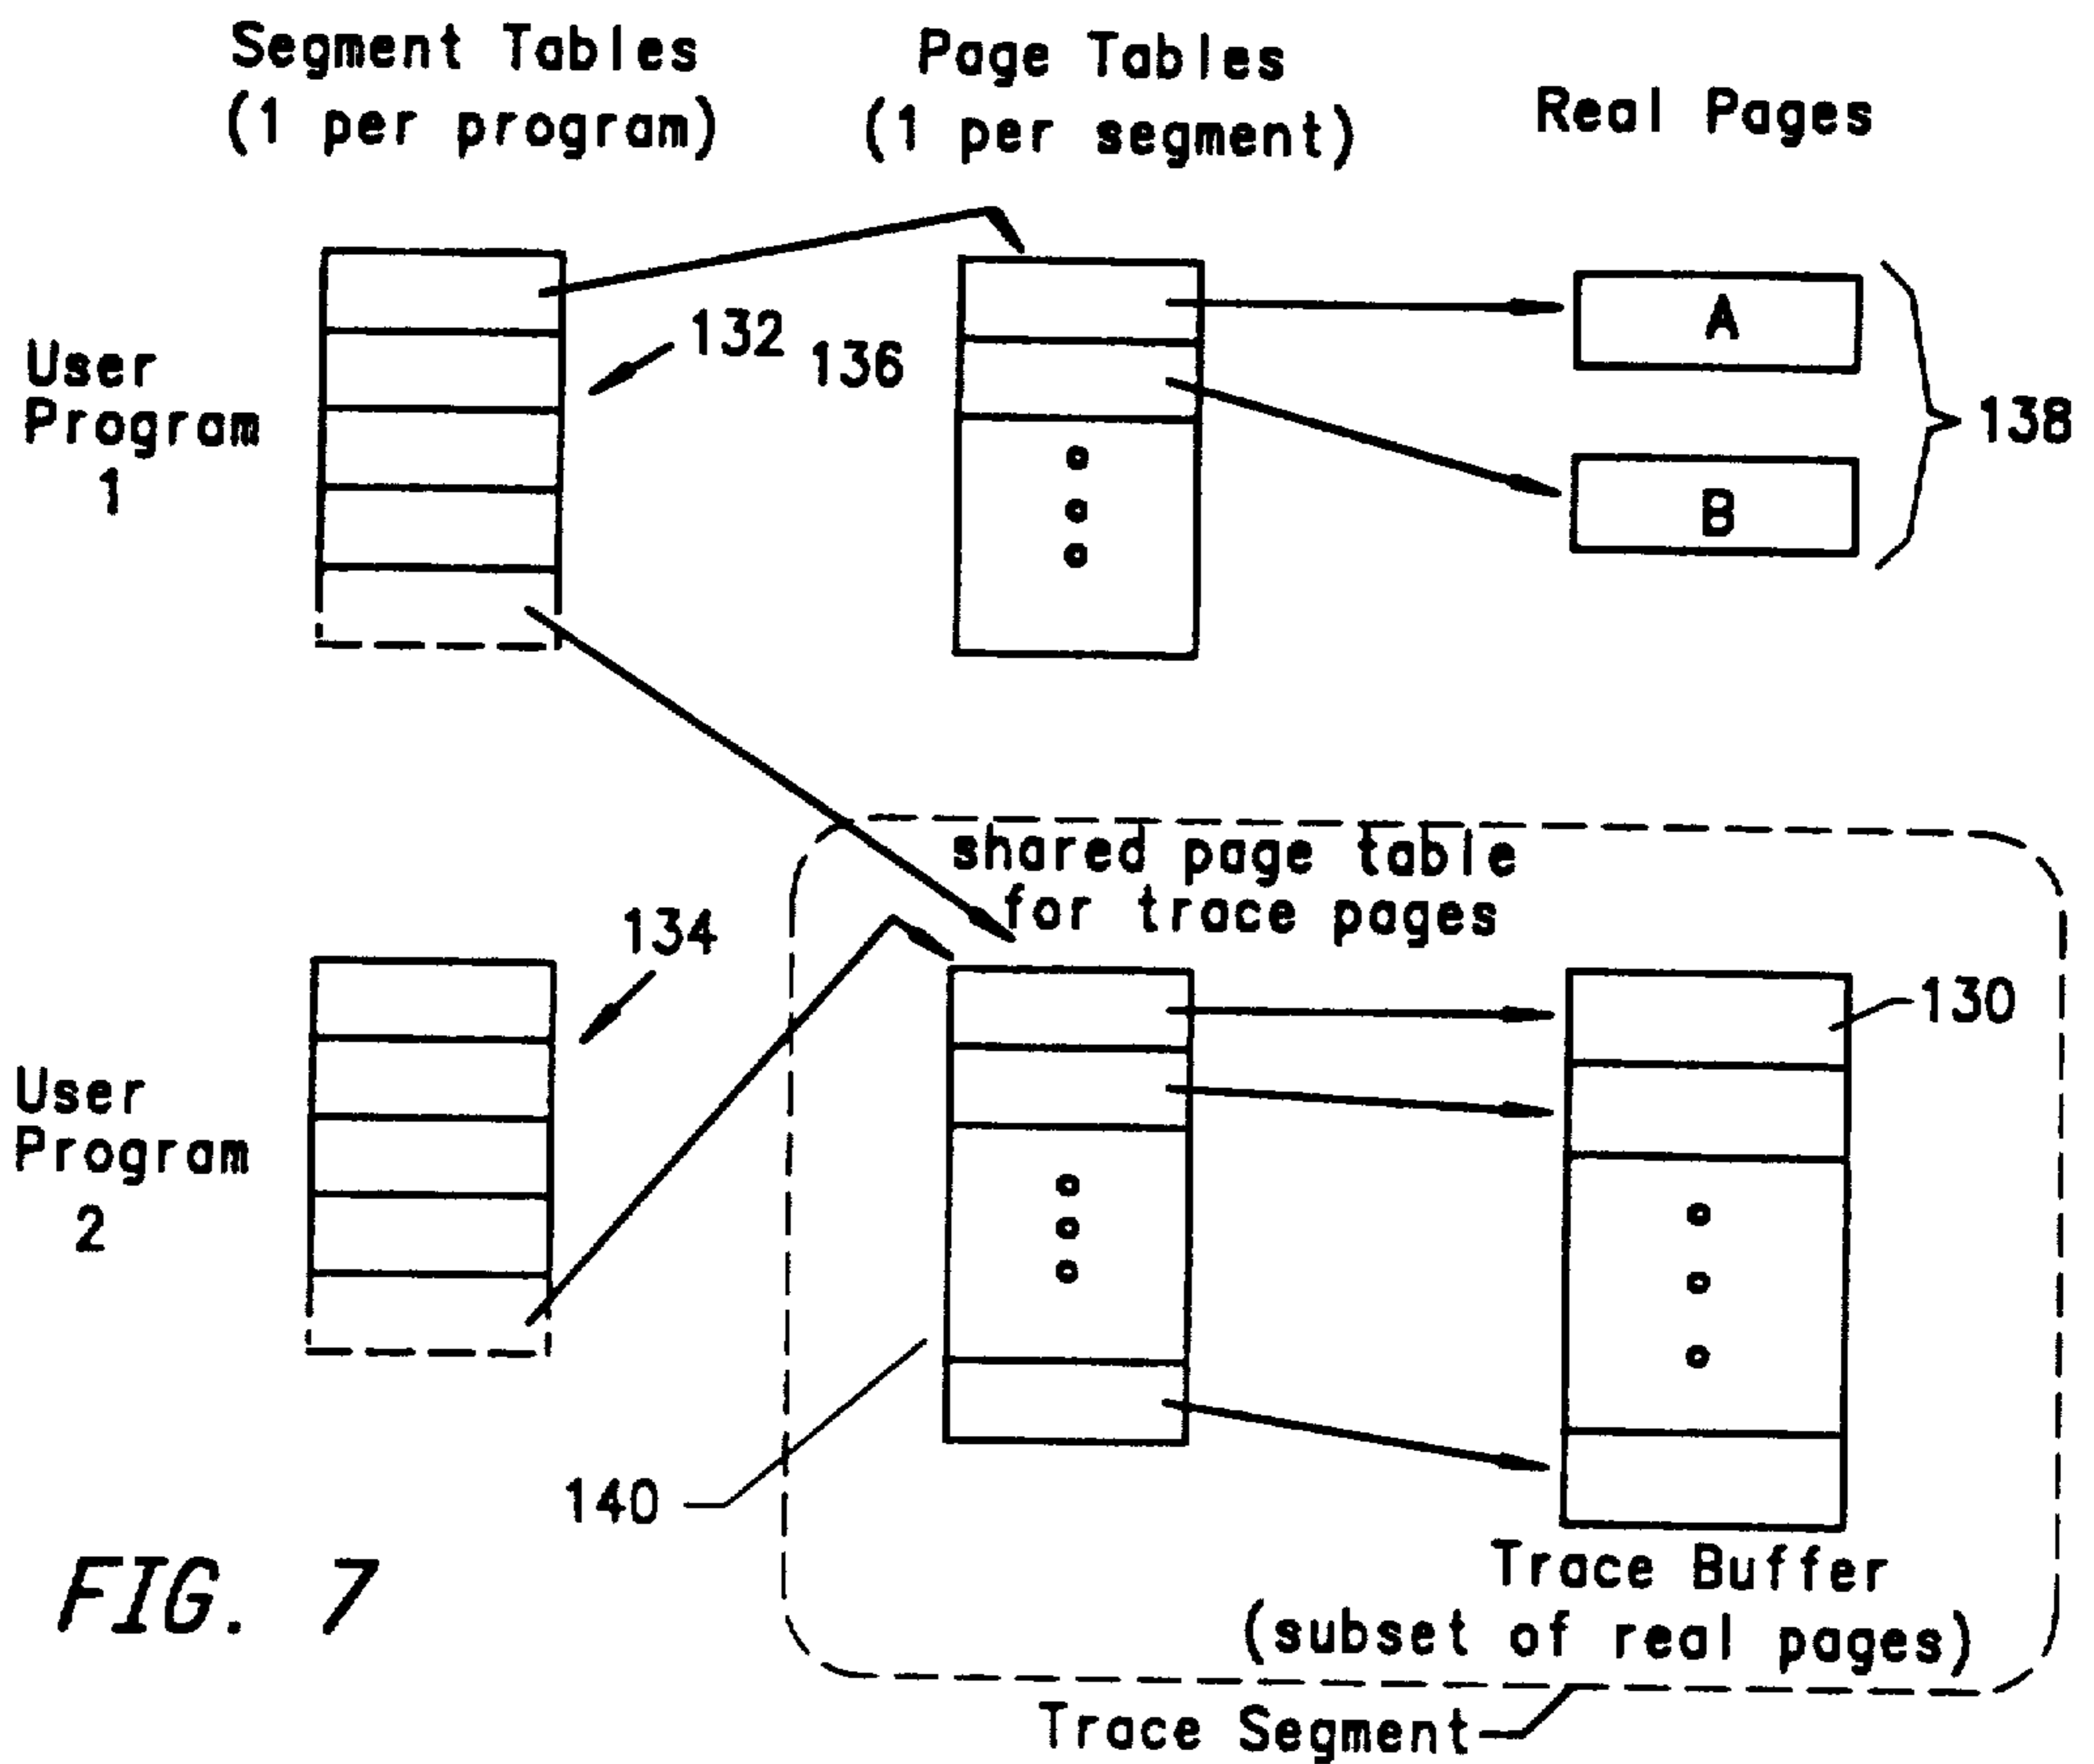 Segment Tables
(1 per program)
Page Tables
(1 per segment)
Real Pages
User
Program
1
132
136
A
B
138
shared page table
for trace pages
134
130
User
Program
2
140
Trace Buffer
(subset of real pages)
Trace Segment
FIG. 7